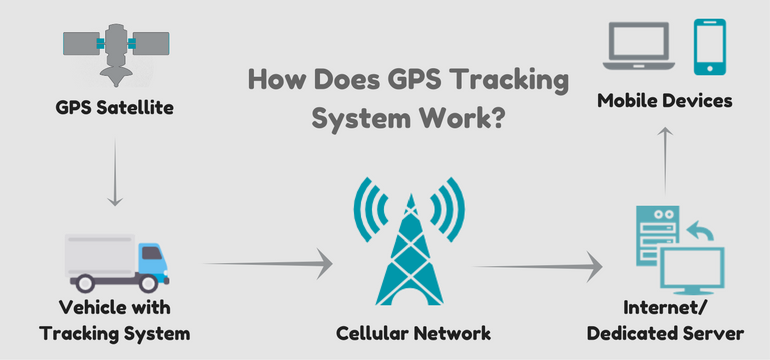 How Does GPS Tracking
System Work?
GPS Satellite
Mobile Devices
Vehicle with
Tracking System
Cellular Network
Internet/
Dedicated Server